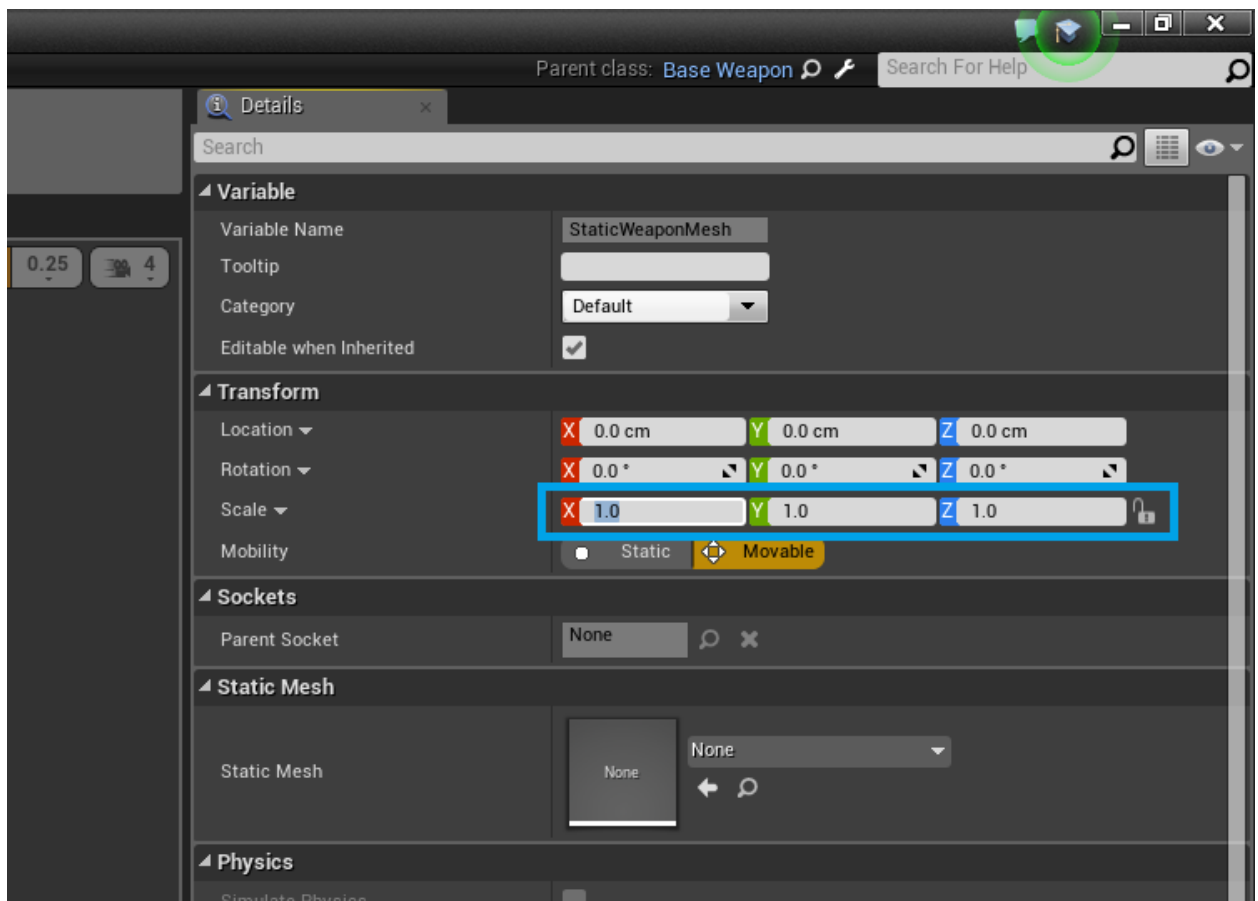 Parent class: Base Weapon Search For Help
Details
Search
Variable
Variable Name StaticWeaponMesh
0.25 4 Tooltip
Category Default
Editable when Inherited
Transform
Location X 0.0 cm Y 0.0 cm Z 0.0 cm
Rotation X 0.0 ° Y 0.0 ° Z 0.0 °
Scale X 1.0 Y 1.0 Z 1.0
Mobility Static Movable
Sockets
Parent Socket None
Static Mesh
None
Static Mesh None
Physics
Simulate Physics